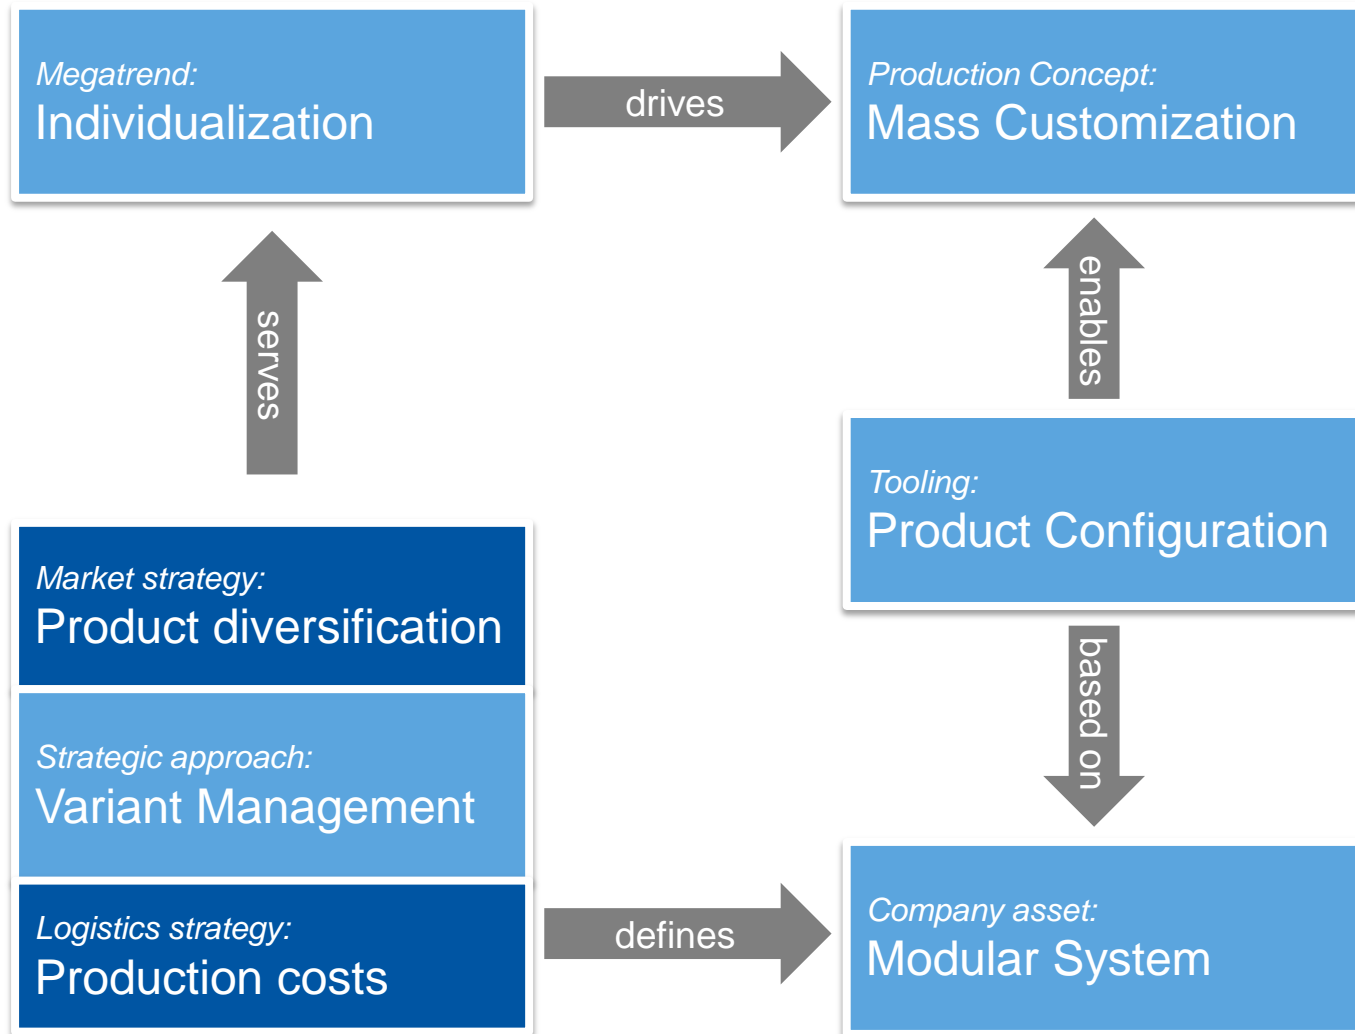 Megatrend:
Individualization
drives
Production Concept:
Mass Customization
serves
enables
Tooling:
Product Configuration
Market strategy:
Product diversification
based on
Strategic approach:
Variant Management
Logistics strategy:
Production costs
defines
Company asset:
Modular System